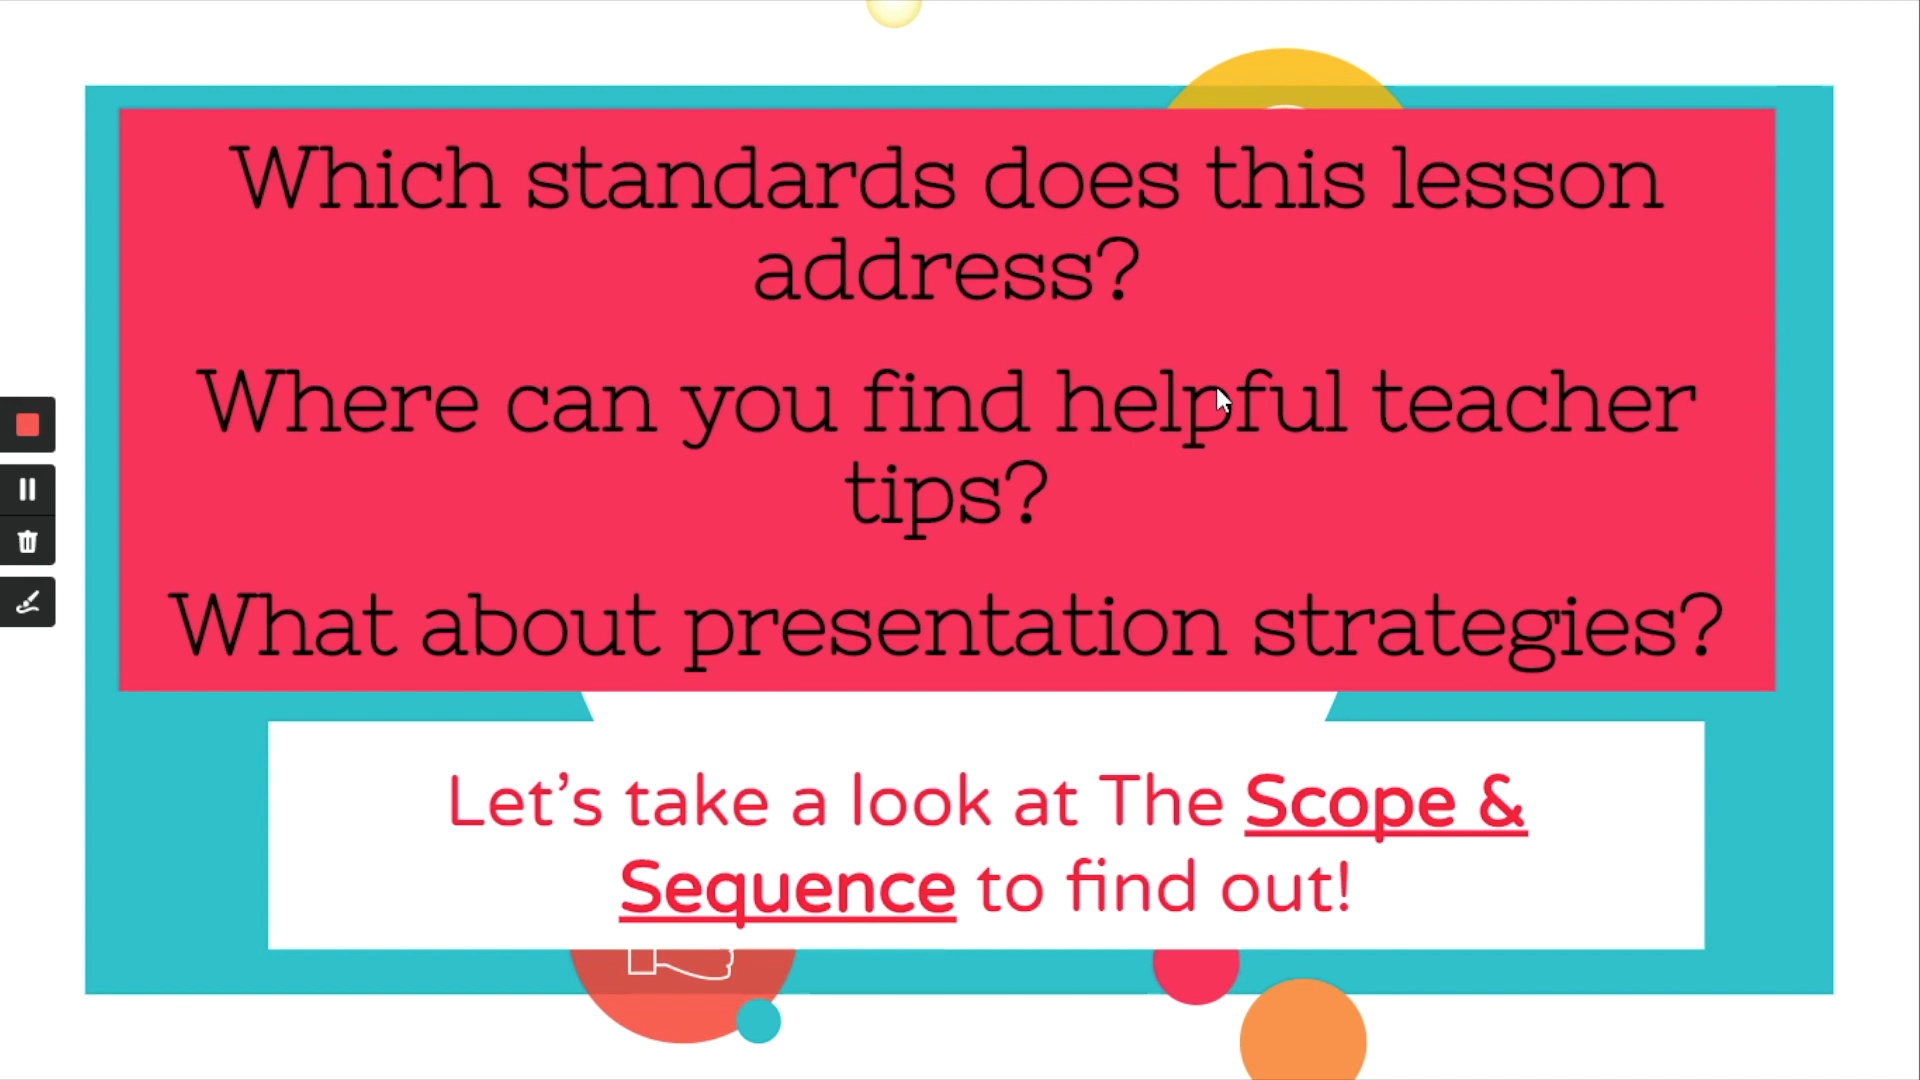 Which standards does this lesson
address?
Where can you find helpful teacher
tips?
What about presentation strategies?
Let’s take a look at The Scope &
Sequence to find out!